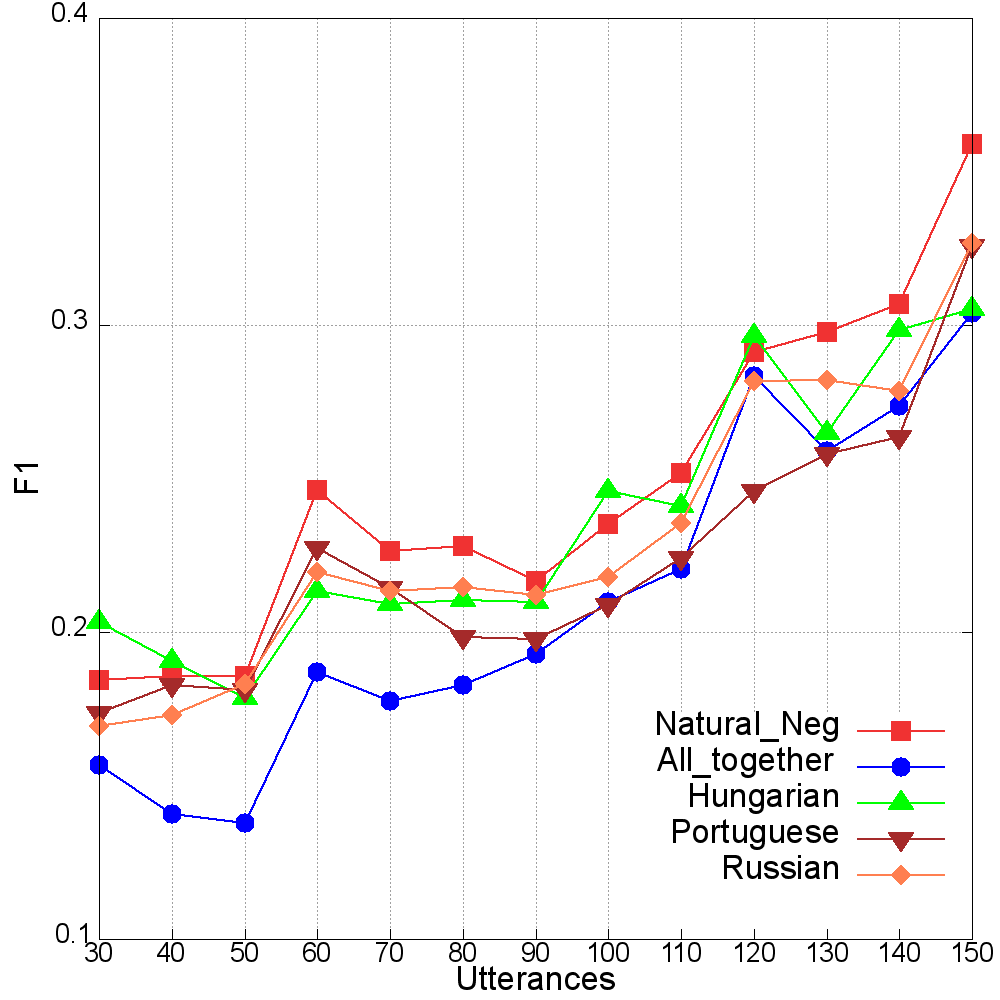 0.4
0.3
0.2
0.1
F1
Natural_Neg
All_together
Hungarian
Portuguese
Russian
30 40 50 60 70 80 90 100 110 120 130 140 150
Utterances